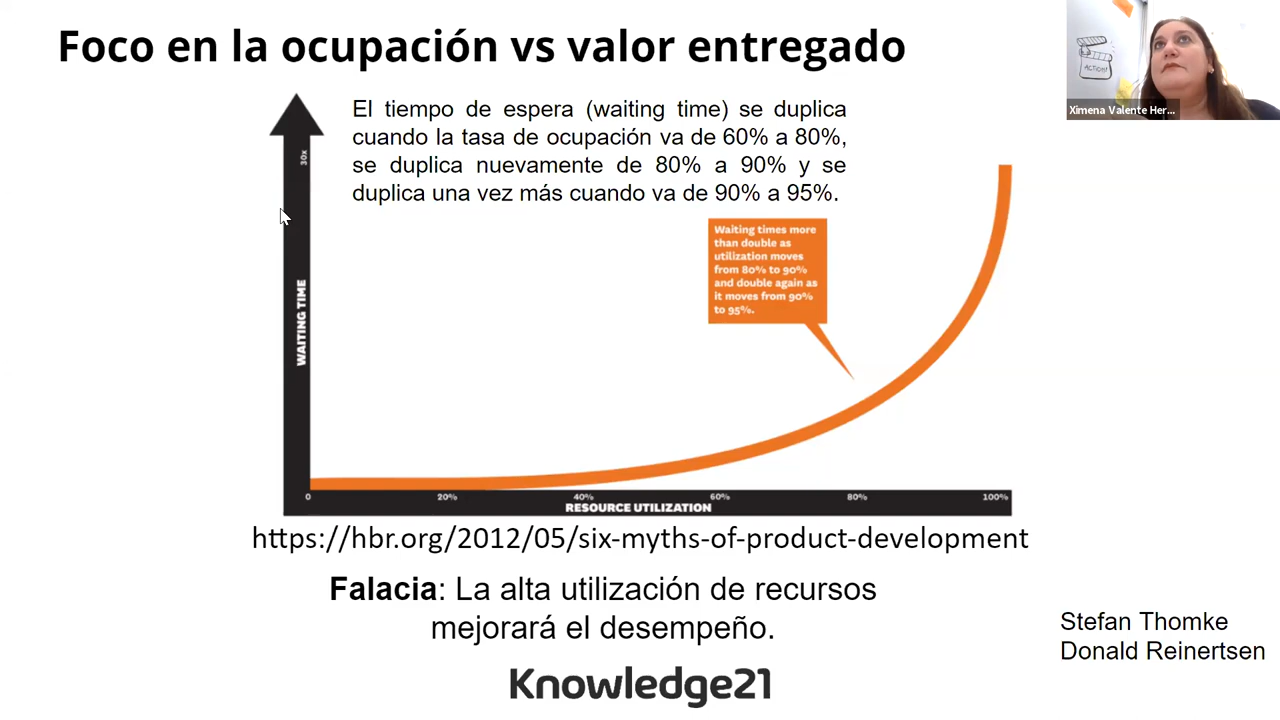 Foco en la ocupación vs valor entregado
ACTION!
Ximena Valente Her...
El tiempo de espera (waiting time) se duplica
cuando la tasa de ocupación va de 60% a 80%,
se duplica nuevamente de 80% a 90% y se
duplica una vez más cuando va de 90% a 95%.
30x
WAITING TIME
Waiting times more
than double as
utilization moves
from 80% to 90%
and double again as
it moves from 90%
to 95%.
0 20% 40% 60% 80% 100%
RESOURCE UTILIZATION
https://hbr.org/2012/05/six-myths-of-product-development
Falacia: La alta utilización de recursos
mejorará el desempeño.
Stefan Thomke
Donald Reinertsen
Knowledge21